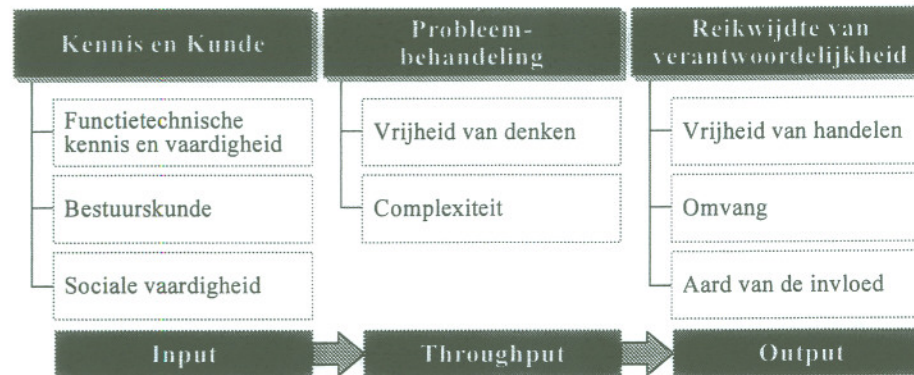 Kennis en Kunde
Functietechnische
kennis en vaardigheid
Bestuurskunde
Sociale vaardigheid
Probleem-
behandeling
Vrijheid van denken
Complexiteit
Reikwijdte van
verantwoordelijkheid
Vrijheid van handelen
Omvang
Aard van de invloed
Input
Throughput
Output